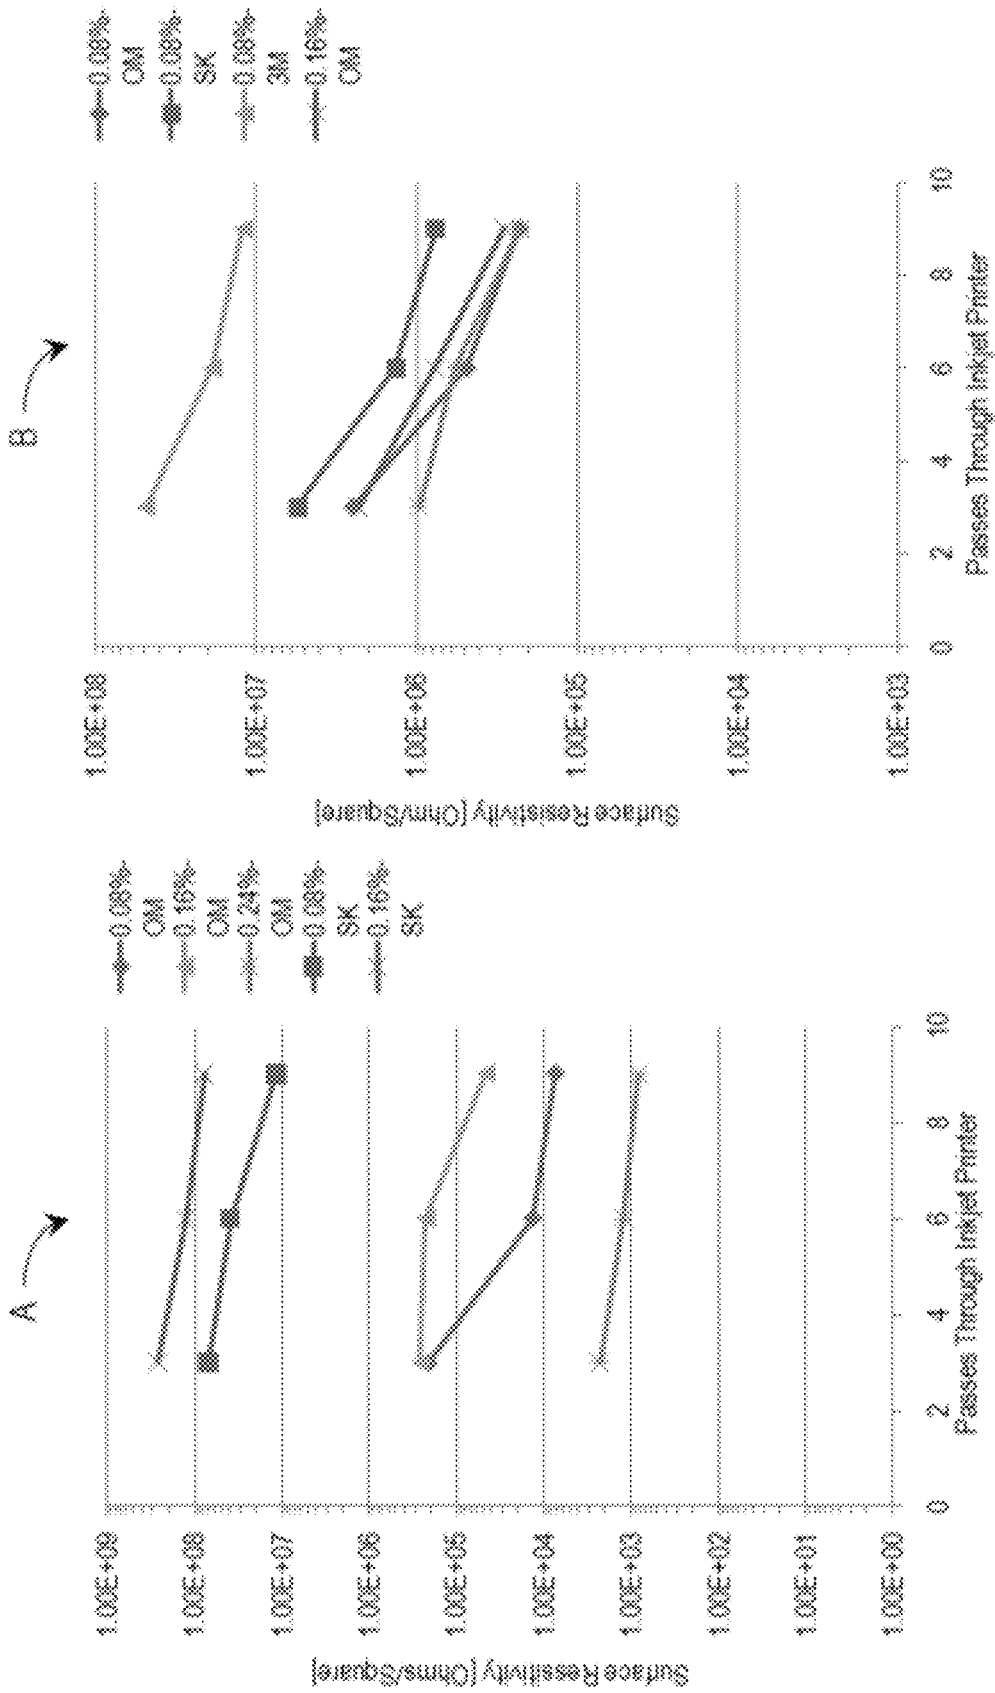 A
1.00E+09
1.00E+08
1.00E+07
1.00E+06
1.00E+05
1.00E+04
1.00E+03
1.00E+02
1.00E+01
1.00E+00
Surface Ressitivity [Ohms/Square]
0 2 4 6 8 10
Passes Through Inkjet Printer
0.08%
OM
0.16%
OM
0.24%
OM
0.08%
SK
0.16%
SK
B
1.00E+08
1.00E+07
1.00E+06
1.00E+05
1.00E+04
1.00E+03
Surface Resistivity [Ohm/Square]
0 2 4 6 8 10
Passes Through Inkjet Printer
0.08%
OM
0.08%
SK
0.08%
3M
0.16%
OM